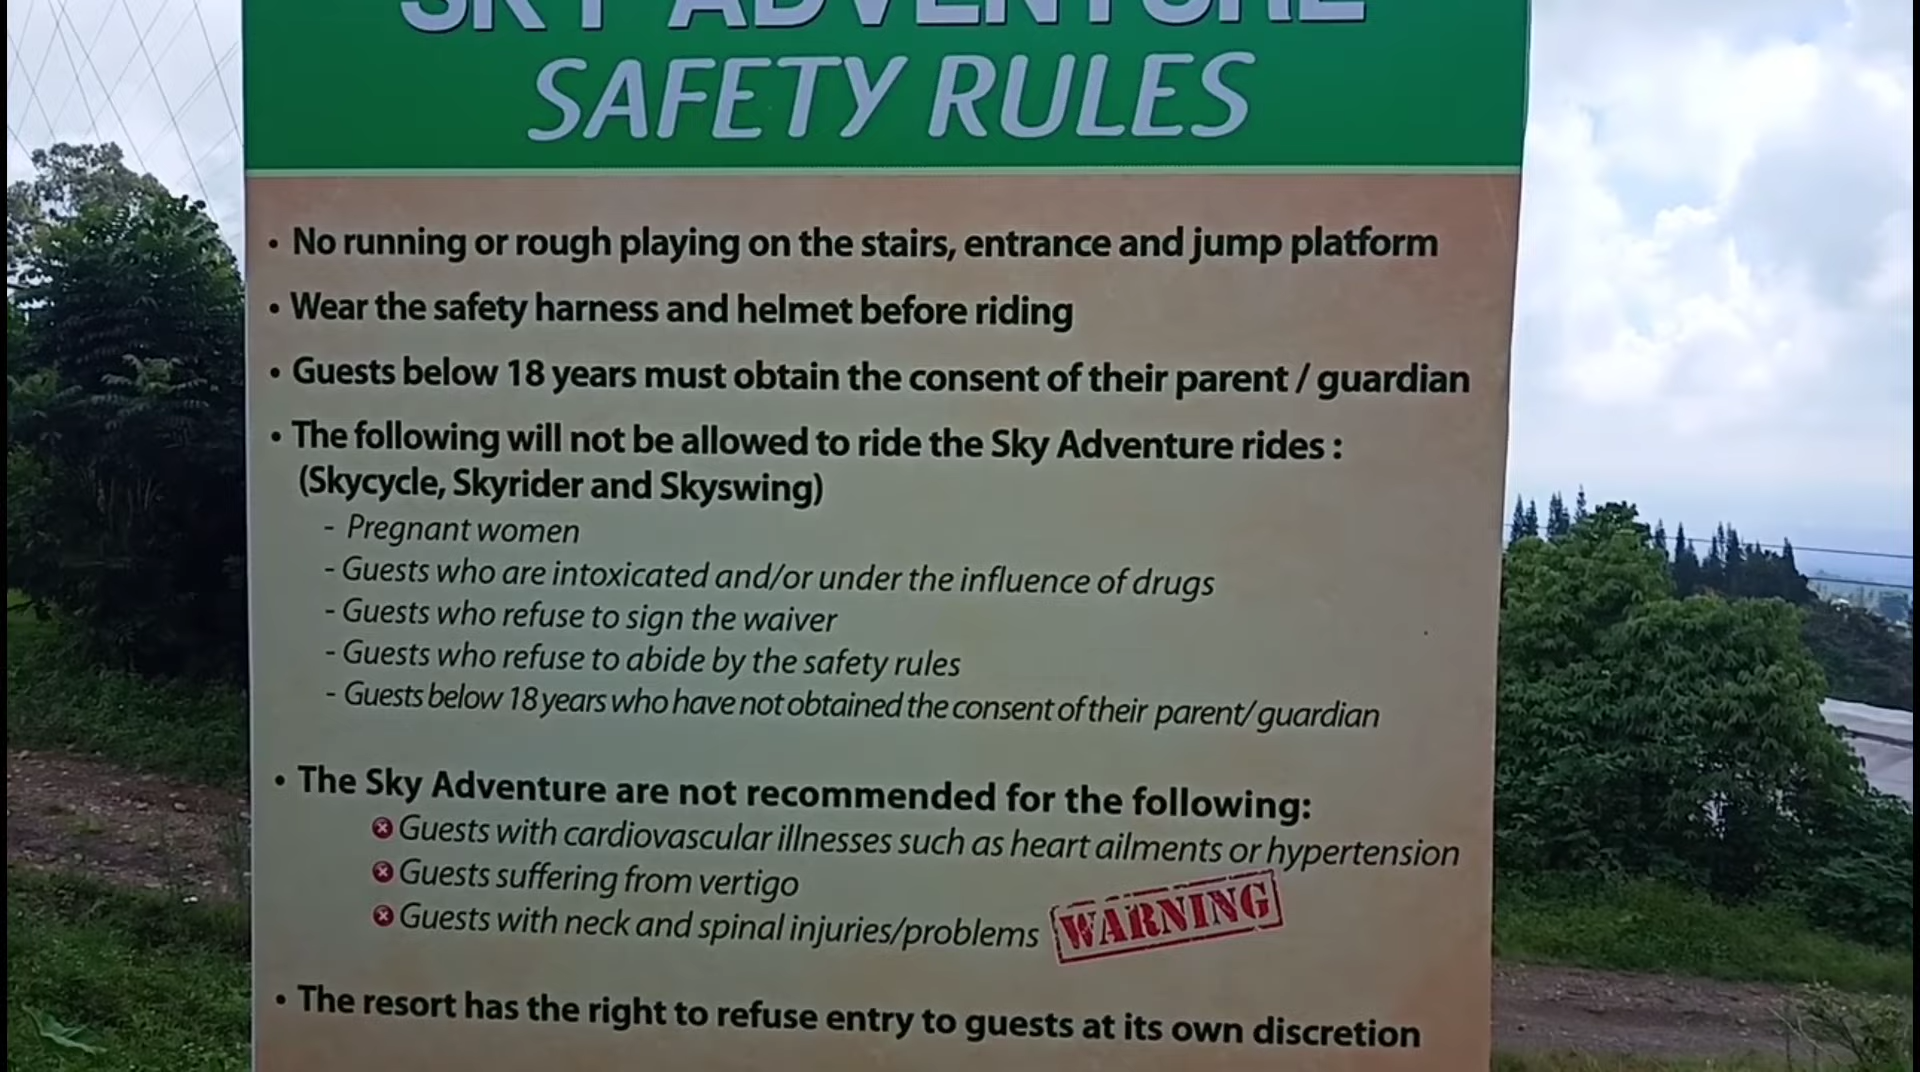 SKY ADVENTURE
SAFETY RULES
• No running or rough playing on the stairs, entrance and jump platform
• Wear the safety harness and helmet before riding
• Guests below 18 years must obtain the consent of their parent / guardian
• The following will not be allowed to ride the Sky Adventure rides :
(Skycycle, Skyrider and Skyswing)
- Pregnant women
- Guests who are intoxicated and/or under the influence of drugs
- Guests who refuse to sign the waiver
- Guests who refuse to abide by the safety rules
- Guests below 18 years who have not obtained the consent of their parent/ guardian
• The Sky Adventure are not recommended for the following:
Guests with cardiovascular illnesses such as heart ailments or hypertension
Guests suffering from vertigo
Guests with neck and spinal injuries/problems
WARNING
• The resort has the right to refuse entry to guests at its own discretion